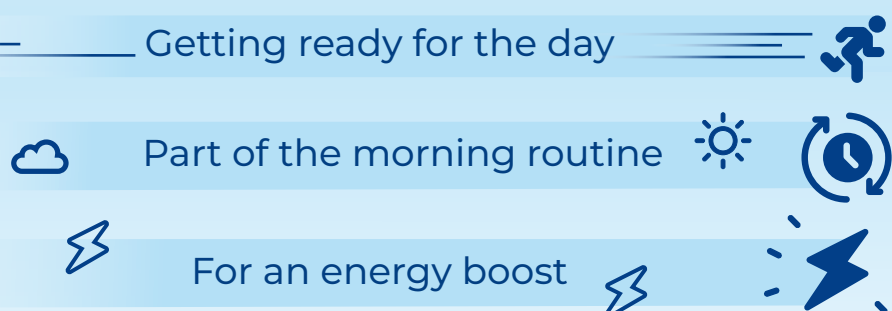 Getting ready for the day
Part of the morning routine
For an energy boost